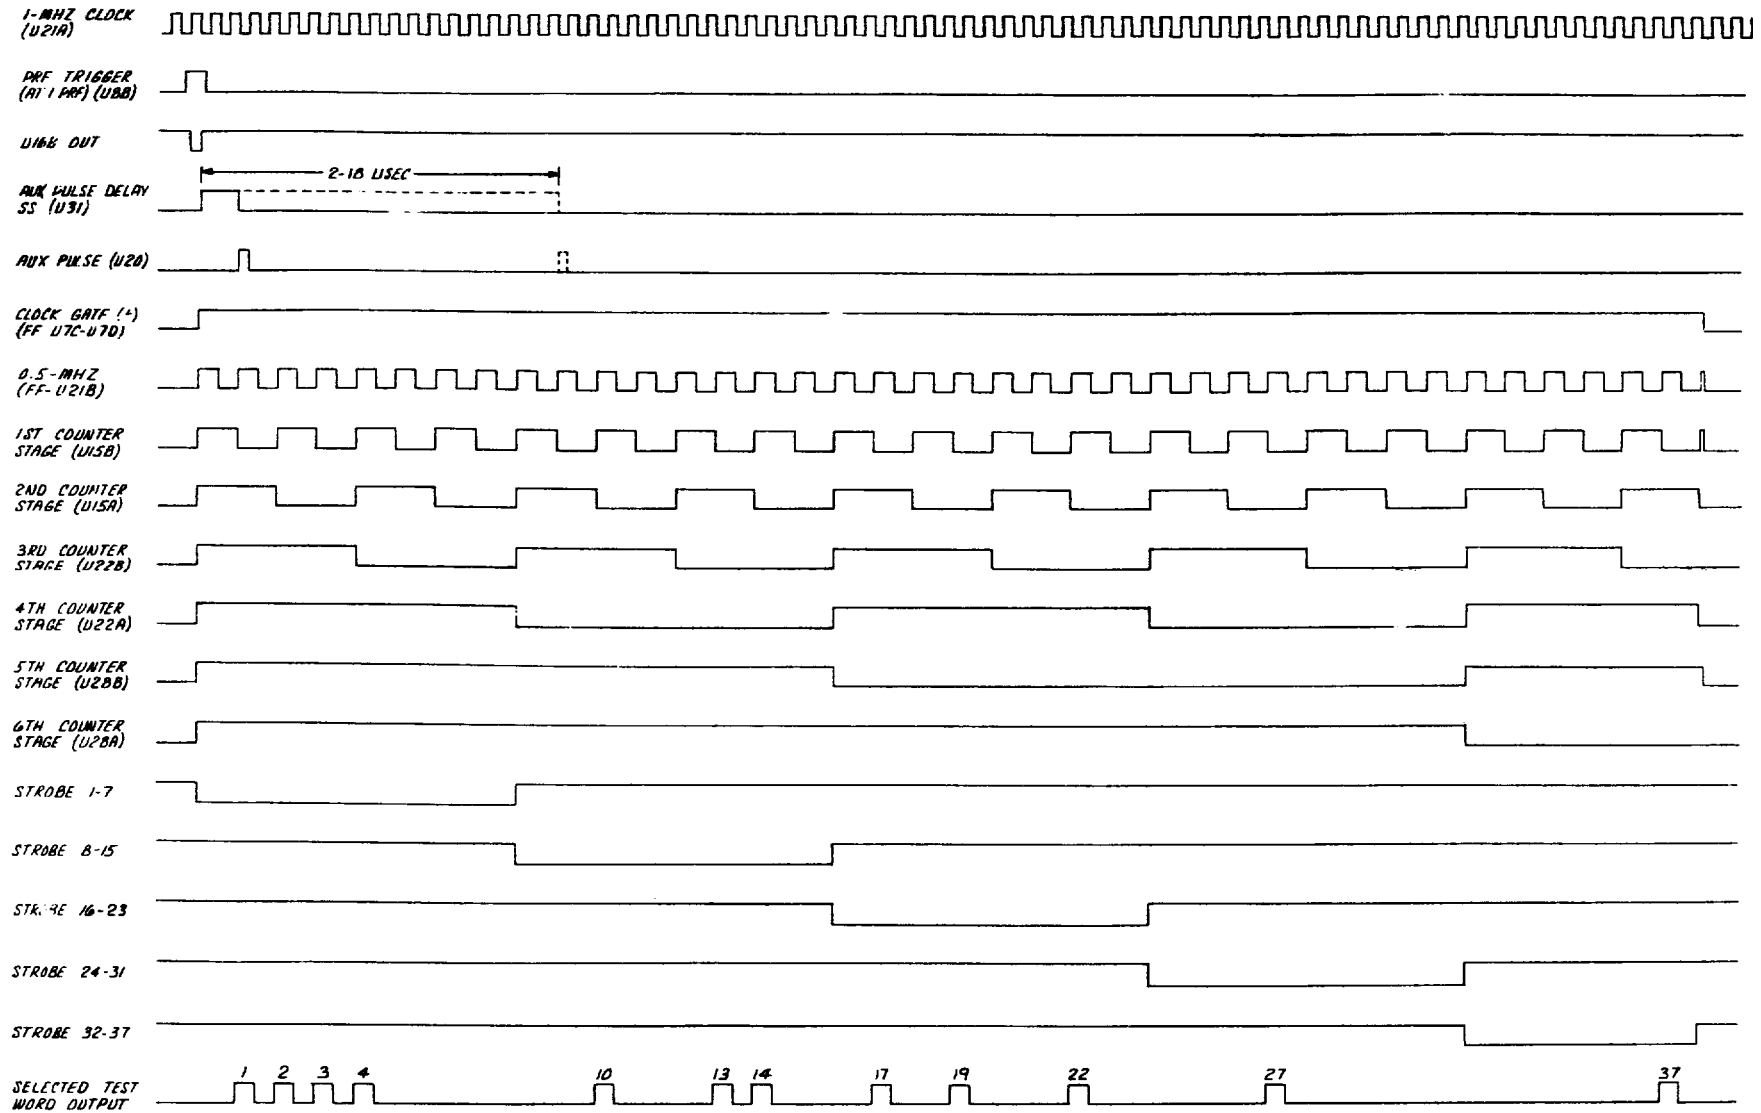 1-MHZ CLOCK
(U21A)
PRF TRIGGER
(AT 1 PRF) (U8B)
U16B OUT
2-18 USEC
AUX PULSE DELAY
SS (U31)
AUX PULSE (U20)
CLOCK GATE (+)
(FF U7C-U7D)
0.5-MHZ
(FF-U21B)
1ST COUNTER
STAGE (U15B)
2ND COUNTER
STAGE (U15A)
3RD COUNTER
STAGE (U22B)
4TH COUNTER
STAGE (U22A)
5TH COUNTER
STAGE (U28B)
6TH COUNTER
STAGE (U28A)
STROBE 1-7
STROBE 8-15
STROBE 16-23
STROBE 24-31
STROBE 32-37
1 2 3 4 10 13 14 17 19 22 27 37
SELECTED TEST
WORD OUTPUT